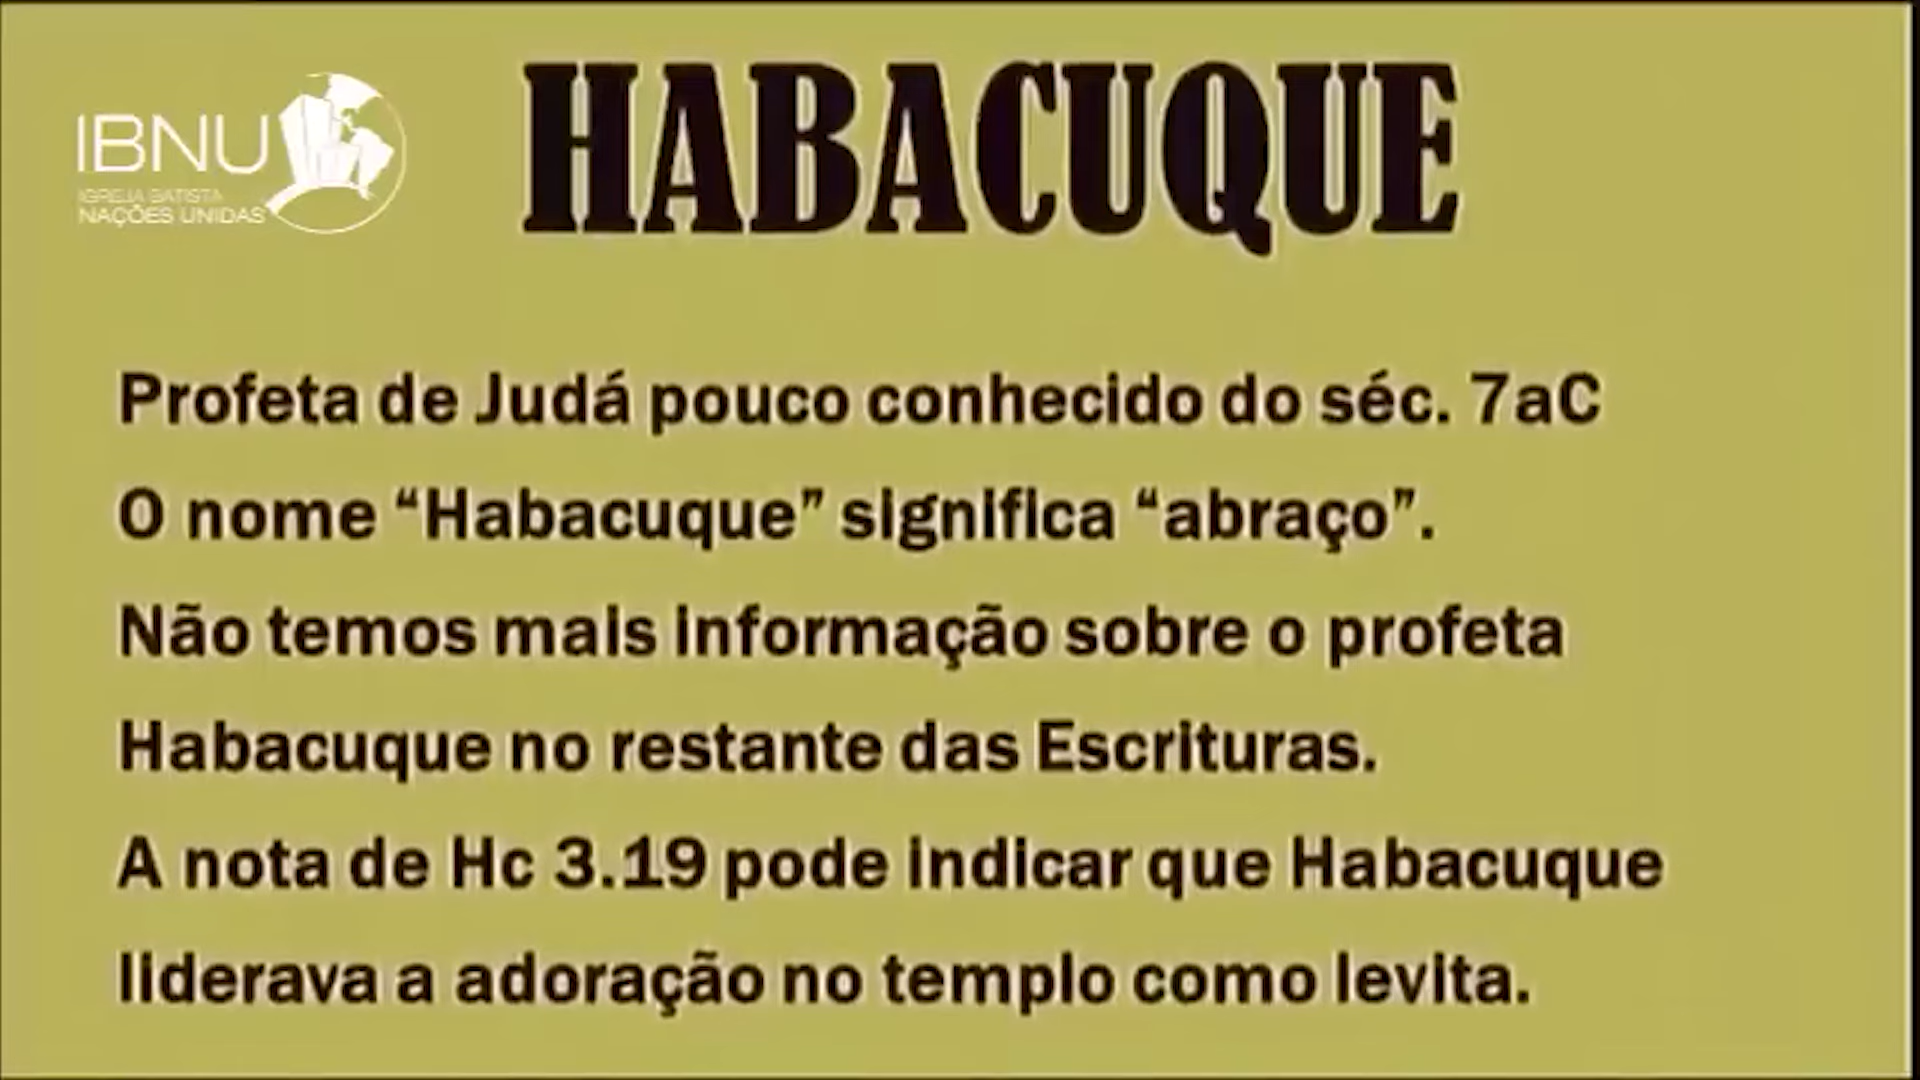 HABACUQUE
IBNU
IGREJA BATISTA
NAÇÕES UNIDAS
Profeta de Judá pouco conhecido do séc. 7aC
O nome “Habacuque” significa “abraço”.
Não temos mais informação sobre o profeta
Habacuque no restante das Escrituras.
A nota de Hc 3.19 pode indicar que Habacuque
liderava a adoração no templo como levita.